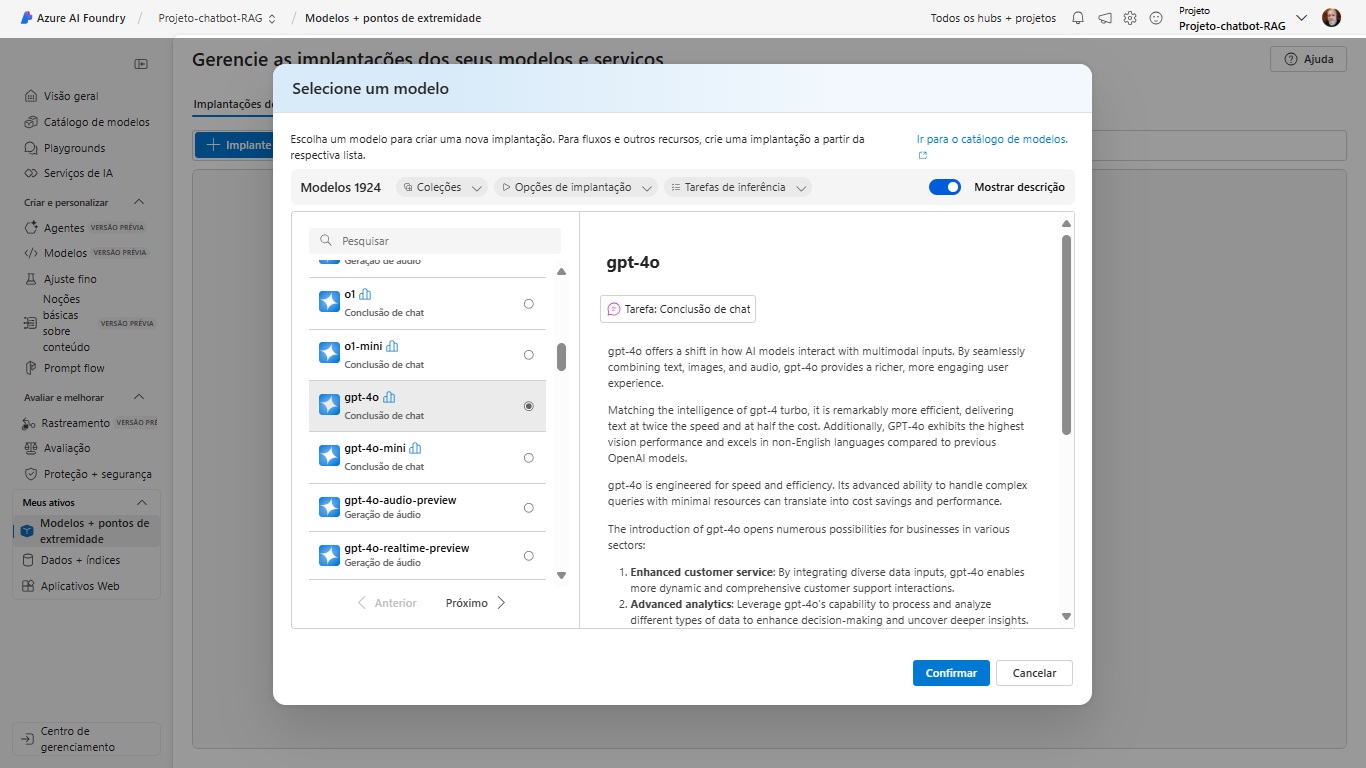 Azure AI Foundry / Projeto-chatbot-RAG / Modelos + pontos de extremidade
Todos os hubs + projetos
Projeto
Projeto-chatbot-RAG
Gerencie as implantações dos seus modelos e serviços
Ajuda
Visão geral
Catálogo de modelos
Playgrounds
Serviços de IA
Criar e personalizar
Agentes VERSÃO PRÉVIA
Modelos VERSÃO PRÉVIA
Ajuste fino
Noções
básicas
sobre
conteúdo
VERSÃO PRÉVIA
Prompt flow
Avaliar e melhorar
Rastreamento VERSÃO PRÉ
Avaliação
Proteção + segurança
Meus ativos
Modelos + pontos de
extremidade
Dados + índices
Aplicativos Web
Centro de
gerenciamento
Implantações de
Implante
Selecione um modelo
Escolha um modelo para criar uma nova implantação. Para fluxos e outros recursos, crie uma implantação a partir da
respectiva lista.
Ir para o catálogo de modelos.
Modelos 1924
Coleções
Opções de implantação
Tarefas de inferência
Mostrar descrição
Pesquisar
Geração de áudio
o1
Conclusão de chat
o1-mini
Conclusão de chat
gpt-4o
Conclusão de chat
gpt-4o-mini
Conclusão de chat
gpt-4o-audio-preview
Geração de áudio
gpt-4o-realtime-preview
Geração de áudio
Anterior
Próximo
gpt-4o
Tarefa: Conclusão de chat
gpt-4o offers a shift in how AI models interact with multimodal inputs. By seamlessly
combining text, images, and audio, gpt-4o provides a richer, more engaging user
experience.
Matching the intelligence of gpt-4 turbo, it is remarkably more efficient, delivering
text at twice the speed and at half the cost. Additionally, GPT-4o exhibits the highest
vision performance and excels in non-English languages compared to previous
OpenAI models.
gpt-4o is engineered for speed and efficiency. Its advanced ability to handle complex
queries with minimal resources can translate into cost savings and performance.
The introduction of gpt-4o opens numerous possibilities for businesses in various
sectors:
1. Enhanced customer service: By integrating diverse data inputs, gpt-4o enables
more dynamic and comprehensive customer support interactions.
2. Advanced analytics: Leverage gpt-4o's capability to process and analyze
different types of data to enhance decision-making and uncover deeper insights.
Confirmar
Cancelar